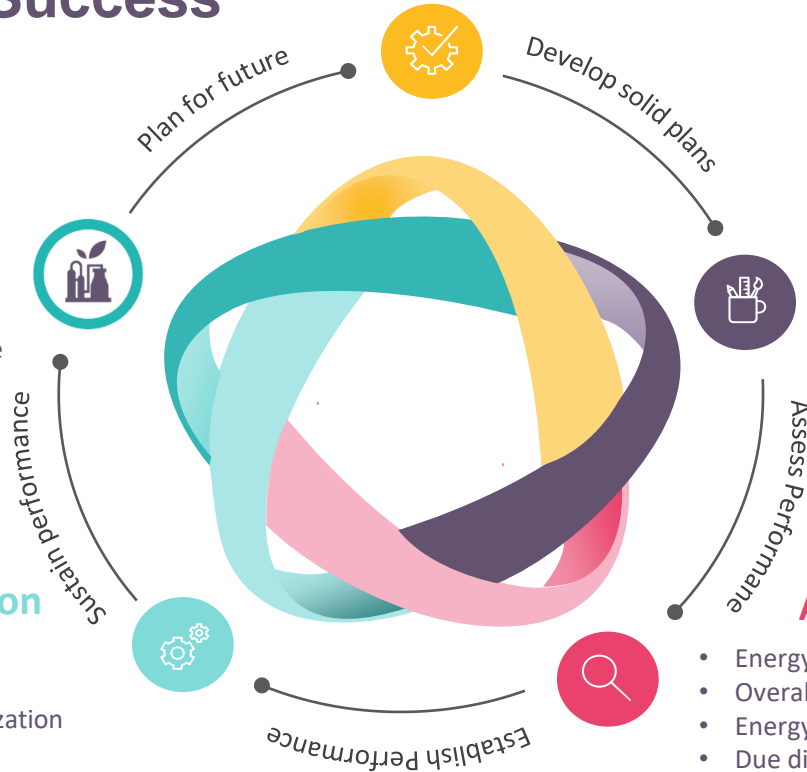 Success
Plan for future
Develop solid plans
Assess Performane
Establish Performance
Sustain performance
e
on
zation
A
• Energy
• Overal
• Energy
• Due di